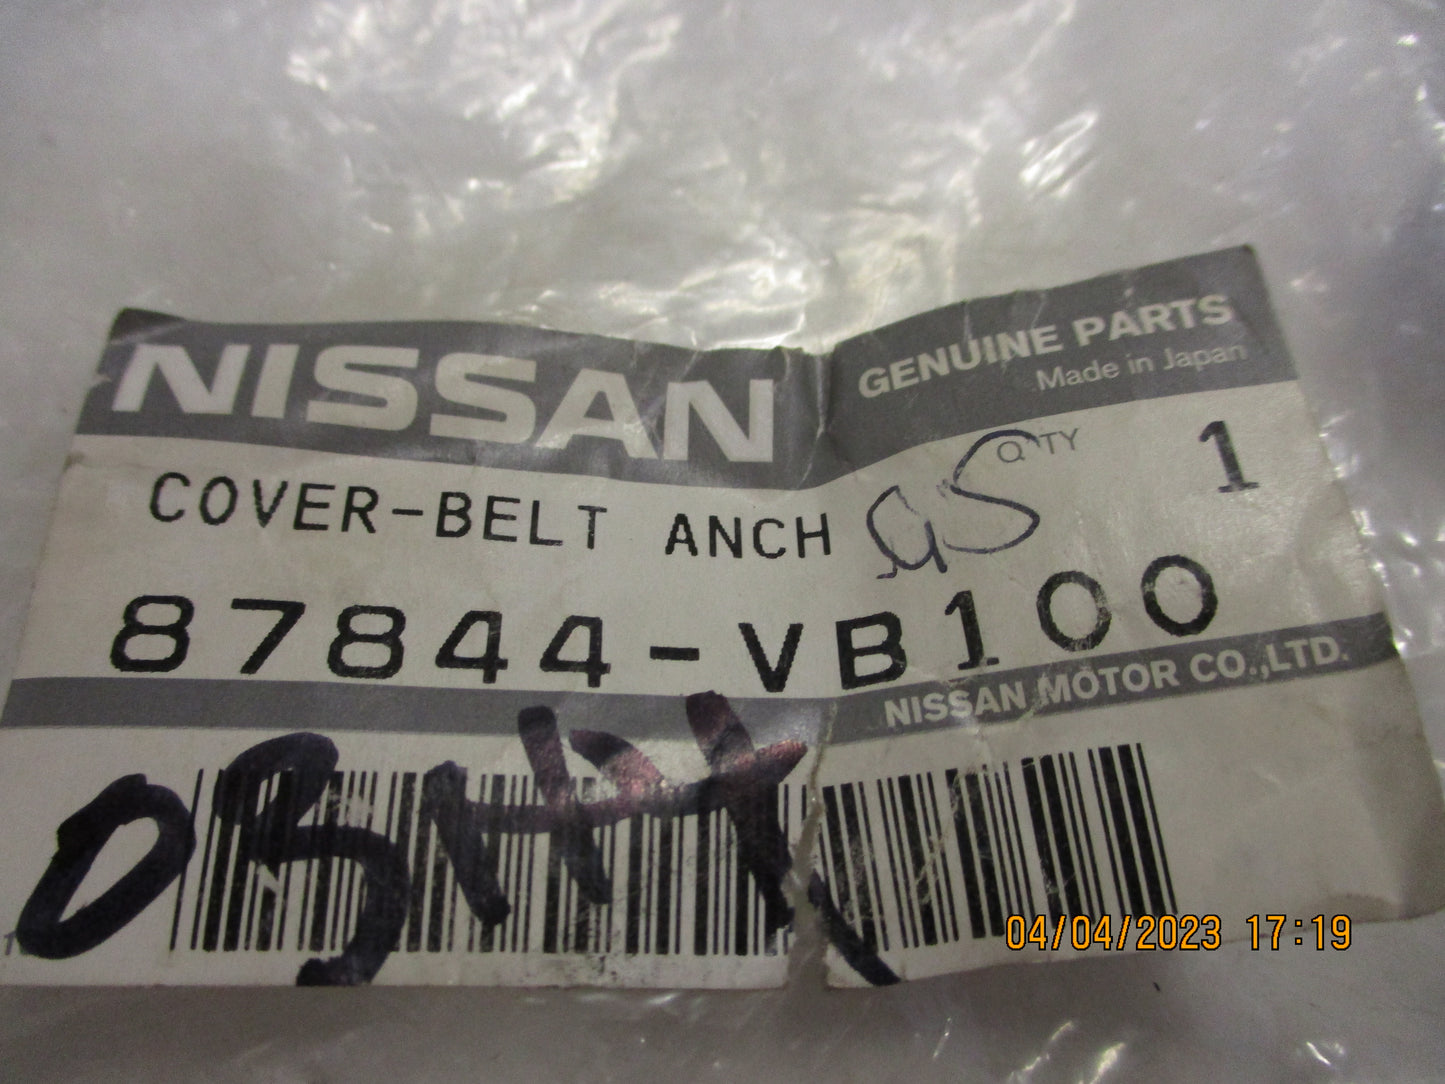 NISSAN
GENUINE PARTS
Made in Japan
Q'TY 1
COVER-BELT ANCH
87844-VB100
NISSAN MOTOR CO.,LTD.
04/04/2023 17:19